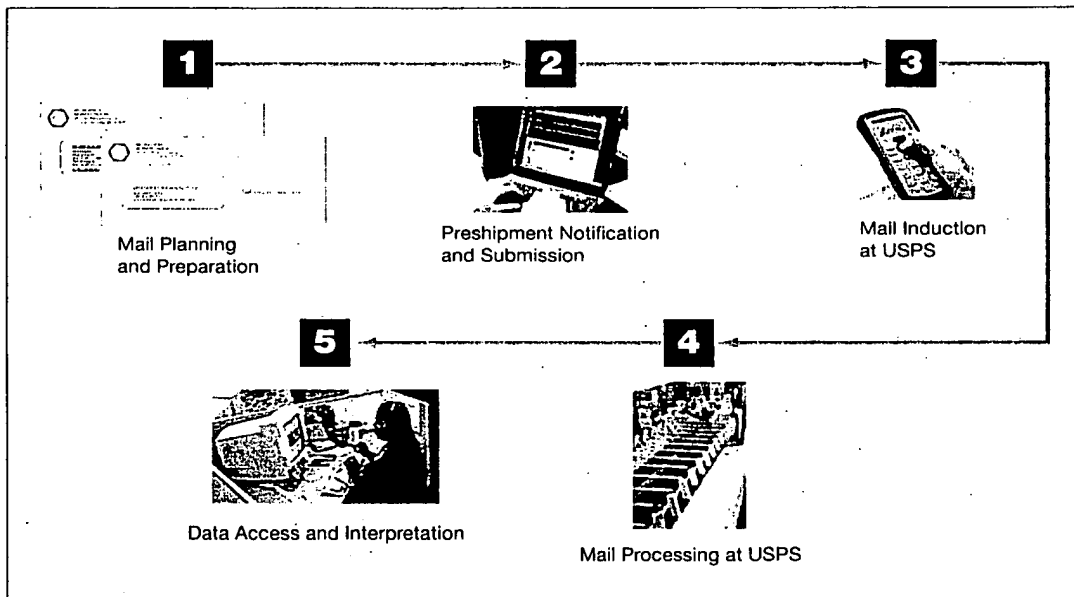 1
2
3
Mail Planning
and Preparation
Preshipment Notification
and Submission
Mail Induction
at USPS
5
4
Data Access and Interpretation
Mail Processing at USPS